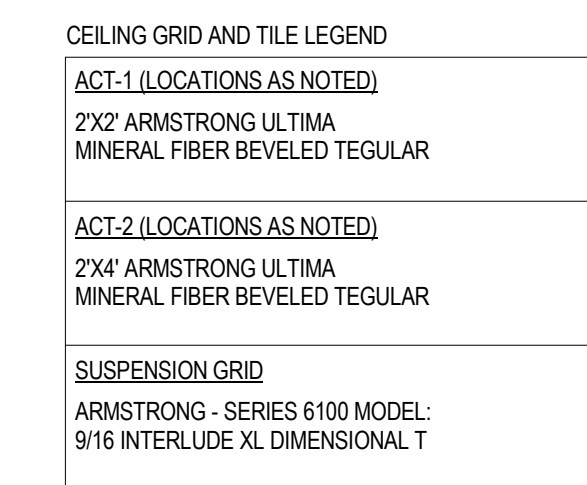 CEILING GRID AND TILE LEGEND
ACT-1 (LOCATIONS AS NOTED)
2'X2' ARMSTRONG ULTIMA
MINERAL FIBER BEVELED TEGULAR
ACT-2 (LOCATIONS AS NOTED)
2'X4' ARMSTRONG ULTIMA
MINERAL FIBER BEVELED TEGULAR
SUSPENSION GRID
ARMSTRONG - SERIES 6100 MODEL:
9/16 INTERLUDE XL DIMENSIONAL T